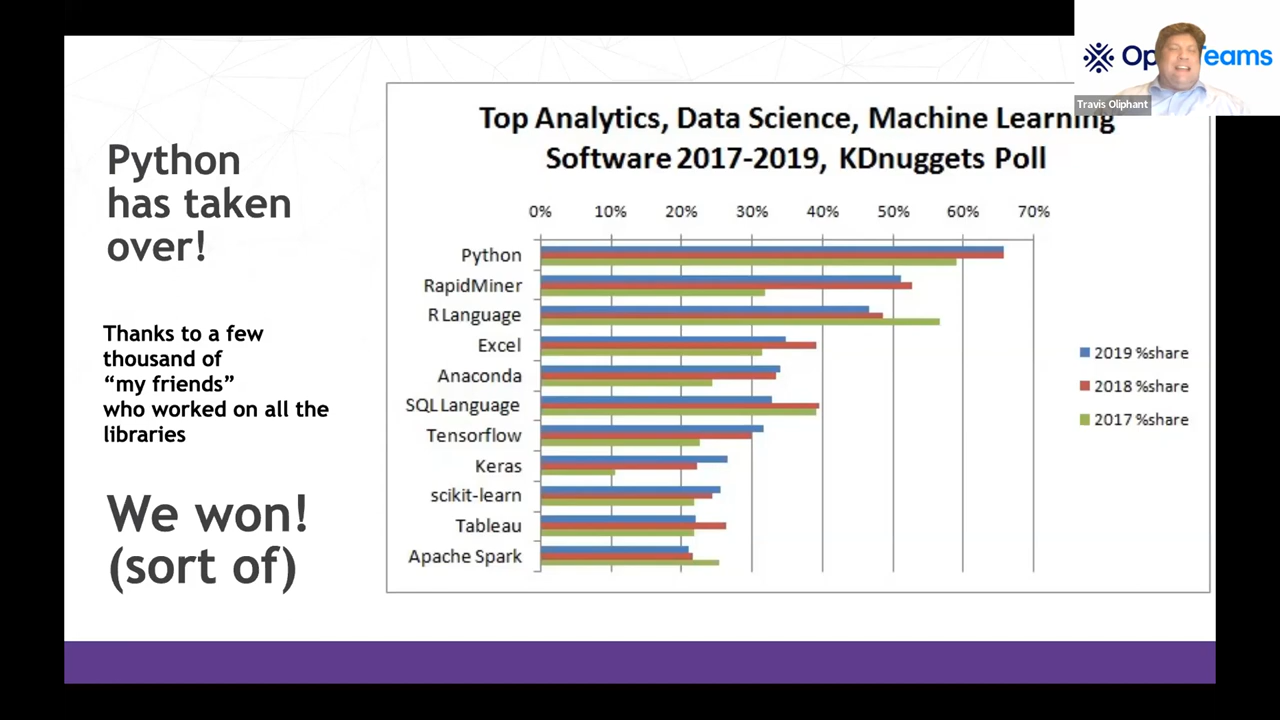 Python
has taken
over!
Thanks to a few
thousand of
“my friends”
who worked on all the
libraries
We won!
(sort of)
Top Analytics, Data Science, Machine Learning
Software 2017-2019, KDnuggets Poll
0% 10% 20% 30% 40% 50% 60% 70%
Python
RapidMiner
R Language
Excel
Anaconda
SQL Language
Tensorflow
Keras
scikit-learn
Tableau
Apache Spark
2019 %share
2018 %share
2017 %share
Op Teams
Travis Oliphant